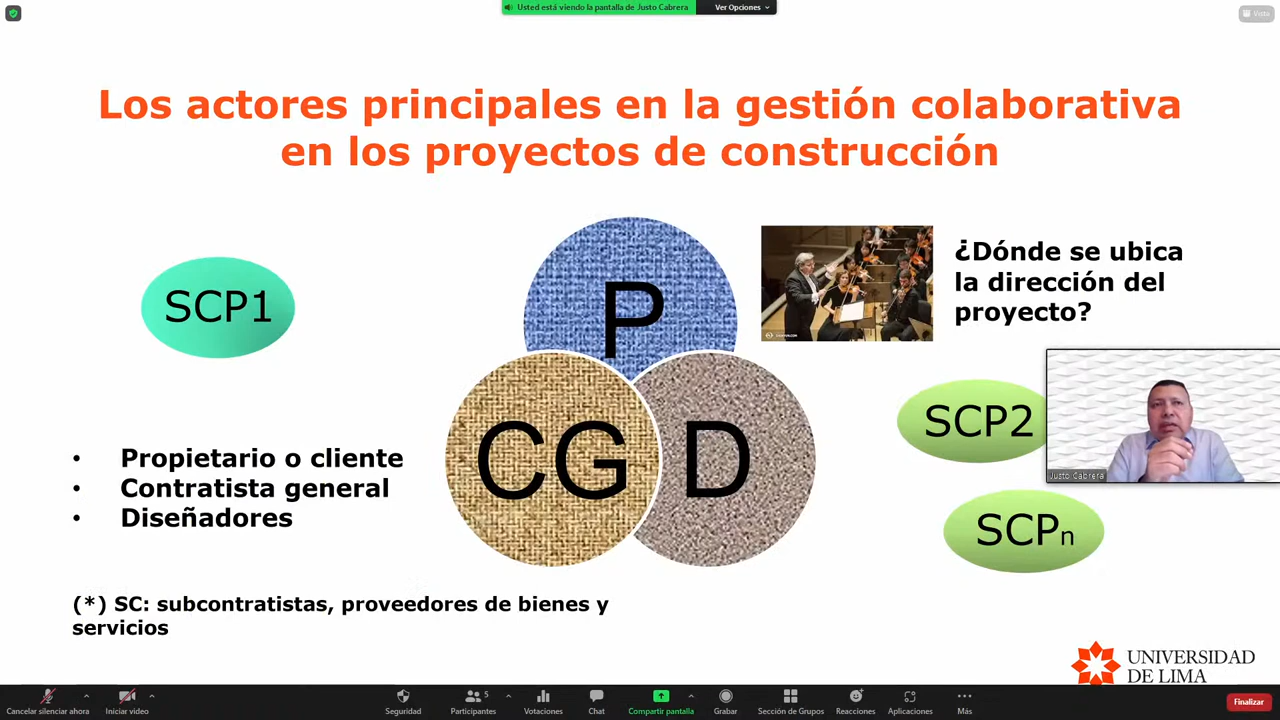 Usted está viendo la pantalla de Justo Cabrera
Ver Opciones
Vista
Los actores principales en la gestión colaborativa
en los proyectos de construcción
SCP1
P
CG
D
¿Dónde se ubica
la dirección del
proyecto?
SCP2
SCPn
Justo Cabrera
• Propietario o cliente
• Contratista general
• Diseñadores
(*) SC: subcontratistas, proveedores de bienes y
servicios
UNIVERSIDAD
DE LIMA
Cancelar silenciar ahora
Iniciar video
Seguridad
5
Participantes
Votaciones
Chat
Compartir pantalla
Grabar
Sección de Grupos
Reacciones
Aplicaciones
Más
Finalizar